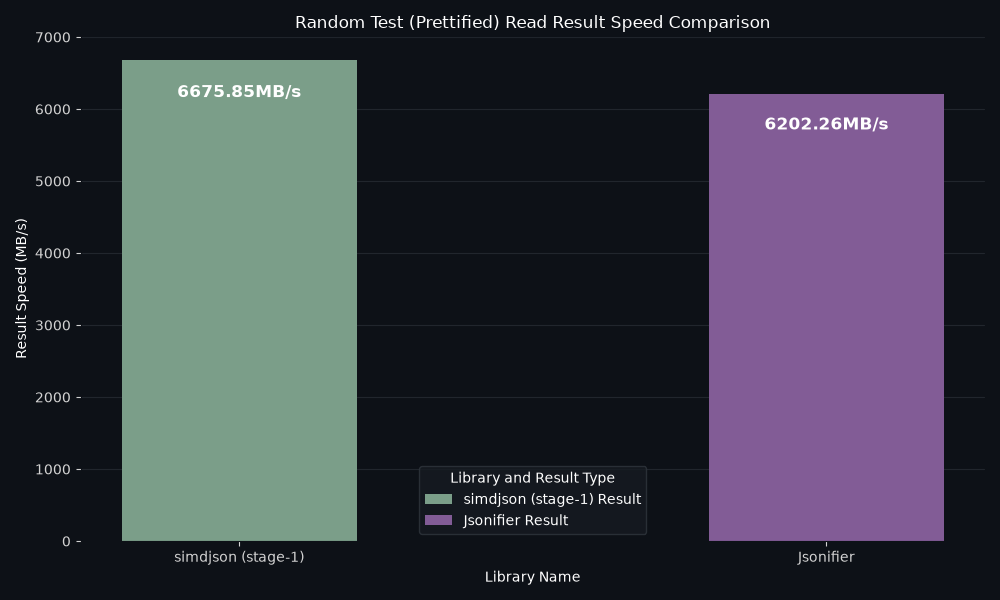 Random Test (Prettified) Read Result Speed Comparison
7000
6000
5000
4000
3000
2000
1000
0
Result Speed (MB/s)
6675.85MB/s
6202.26MB/s
Library and Result Type
simdjson (stage-1) Result
Jsonifier Result
simdjson (stage-1)
Jsonifier
Library Name